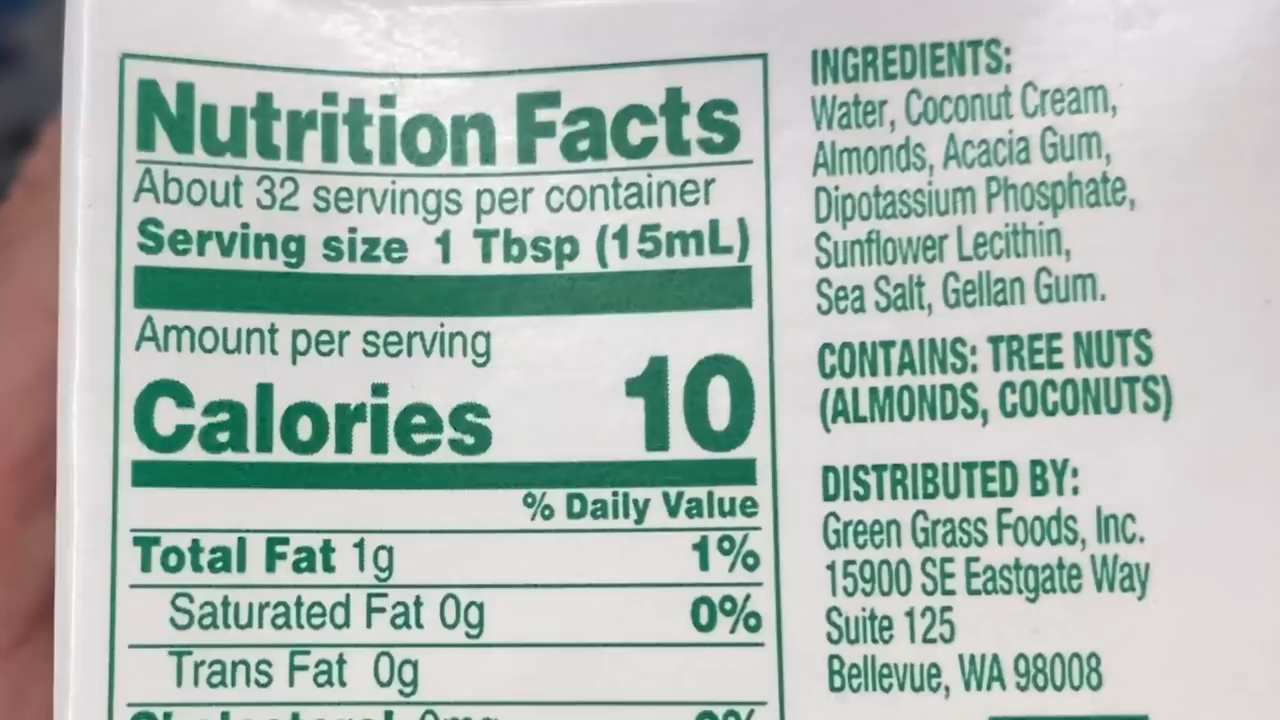 Nutrition Facts
About 32 servings per container
Serving size 1 Tbsp (15mL)
Amount per serving
Calories 10
% Daily Value
Total Fat 1g 1%
Saturated Fat 0g 0%
Trans Fat 0g
INGREDIENTS:
Water, Coconut Cream,
Almonds, Acacia Gum,
Dipotassium Phosphate,
Sunflower Lecithin,
Sea Salt, Gellan Gum.
CONTAINS: TREE NUTS
(ALMONDS, COCONUTS)
DISTRIBUTED BY:
Green Grass Foods, Inc.
15900 SE Eastgate Way
Suite 125
Bellevue, WA 98008